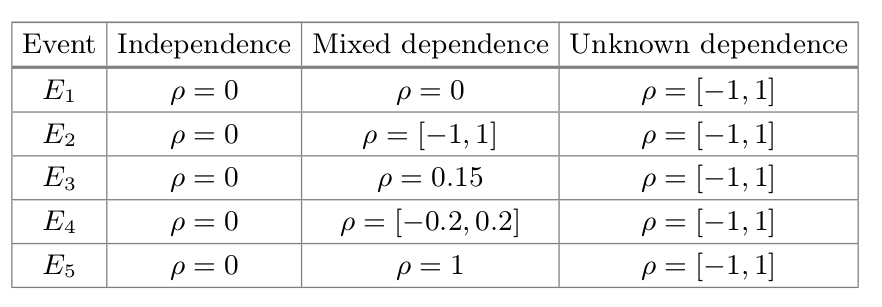 Event Independence Mixed dependence Unknown dependence
E₁ ρ = 0 ρ = 0 ρ = [−1, 1]
E₂ ρ = 0 ρ = [−1, 1] ρ = [−1, 1]
E₃ ρ = 0 ρ = 0.15 ρ = [−1, 1]
E₄ ρ = 0 ρ = [−0.2, 0.2] ρ = [−1, 1]
E₅ ρ = 0 ρ = 1 ρ = [−1, 1]